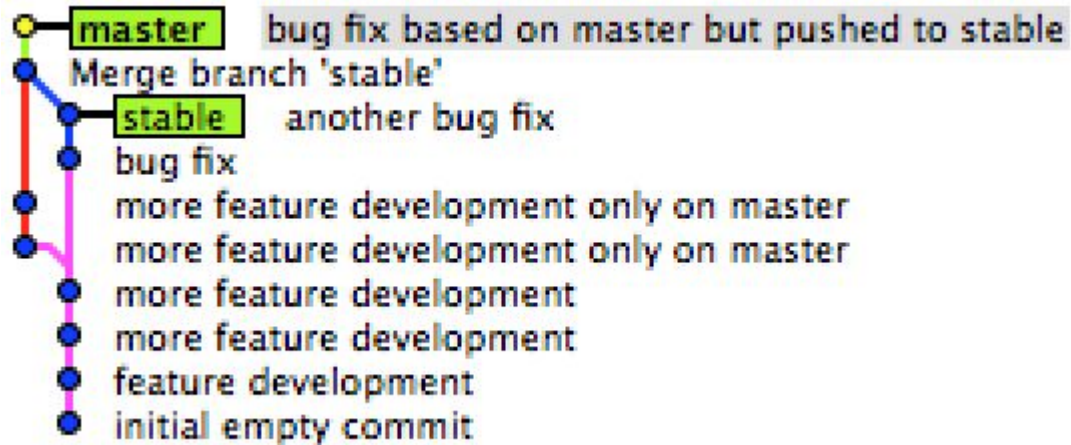 master bug fix based on master but pushed to stable
Merge branch 'stable'
stable another bug fix
bug fix
more feature development only on master
more feature development only on master
more feature development
more feature development
feature development
initial empty commit